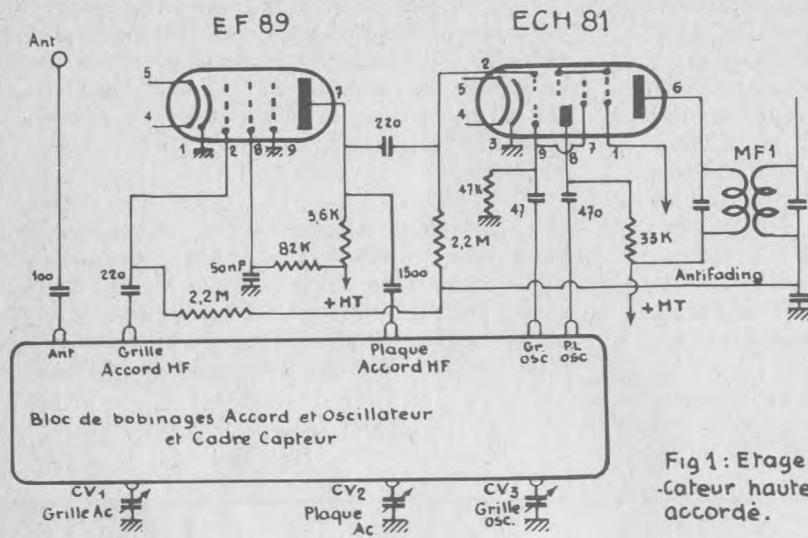 EF 89
ECH 81
Ant
5
4
1
2
8
9
7
220
2
5
4
3
9
8
7
1
6
MF1
47K
47
470
33K
5,6K
82K
50nF
2,2M
100
220
2,2M
1500
+HT
+HT
Antifading
Ant
Grille
Accord HF
Plaque
Accord HF
Gr.
OSC
PL
OSC
Bloc de bobinages Accord et Oscillateur
et Cadre Capteur
CV1
Grille Ac
CV2
Plaque
Ac
CV3
Grille
OSC.
Fig 1: Etage
-cateur haute
accordé.